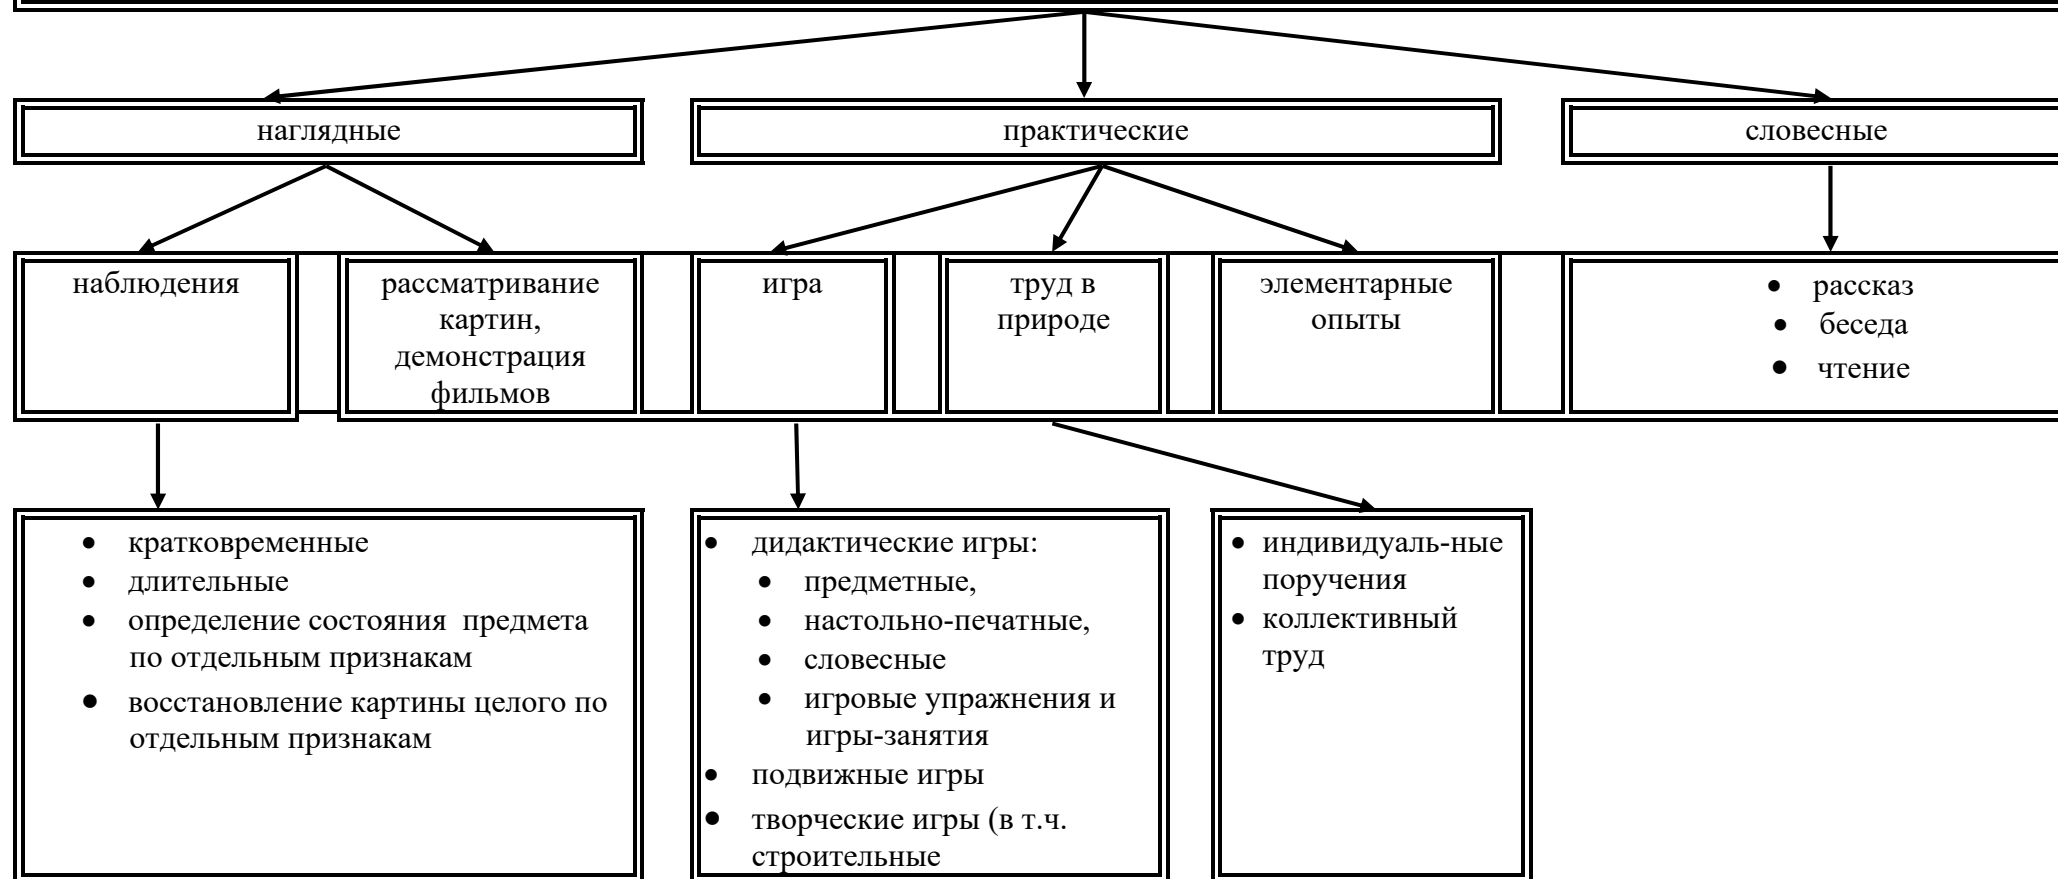 наглядные
практические
словесные
наблюдения
рассматривание
картин,
демонстрация
фильмов
игра
труд в
природе
элементарные
опыты
• рассказ
• беседа
• чтение
• кратковременные
• длительные
• определение состояния предмета
по отдельным признакам
• восстановление картины целого по
отдельным признакам
• дидактические игры:
• предметные,
• настольно-печатные,
• словесные
• игровые упражнения и
игры-занятия
• подвижные игры
• творческие игры (в т.ч.
строительные
• индивидуаль-ные
поручения
• коллективный
труд